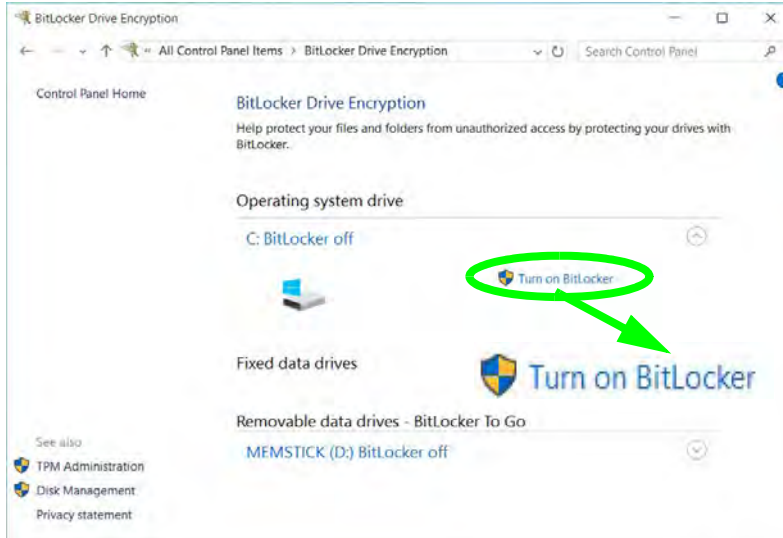 BitLocker Drive Encryption
« All Control Panel Items > BitLocker Drive Encryption
Search Control Panel
Control Panel Home
BitLocker Drive Encryption
Help protect your files and folders from unauthorized access by protecting your drives with
BitLocker.
Operating system drive
C: BitLocker off
Turn on BitLocker
Fixed data drives
Turn on BitLocker
Removable data drives - BitLocker To Go
MEMSTICK (D:) BitLocker off
See also
TPM Administration
Disk Management
Privacy statement